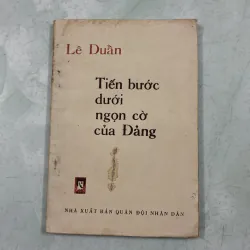 Lê Duẩn
Tiến bước
dưới
ngọn cờ
của Đảng
NHÀ XUẤT BẢN QUÂN ĐỘI NHÂN DÂN